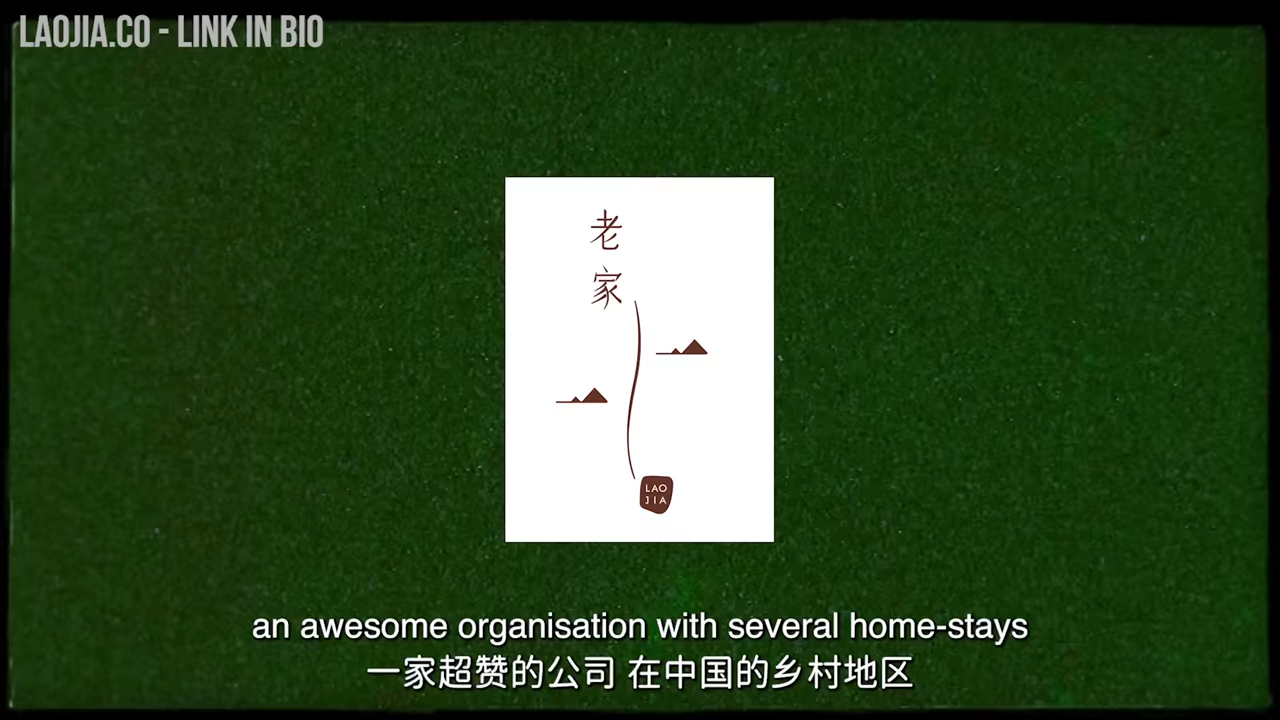 LAOJIA.CO - LINK IN BIO
老
家
LAO
JIA
an awesome organisation with several home-stays
一家超赞的公司 在中国的乡村地区